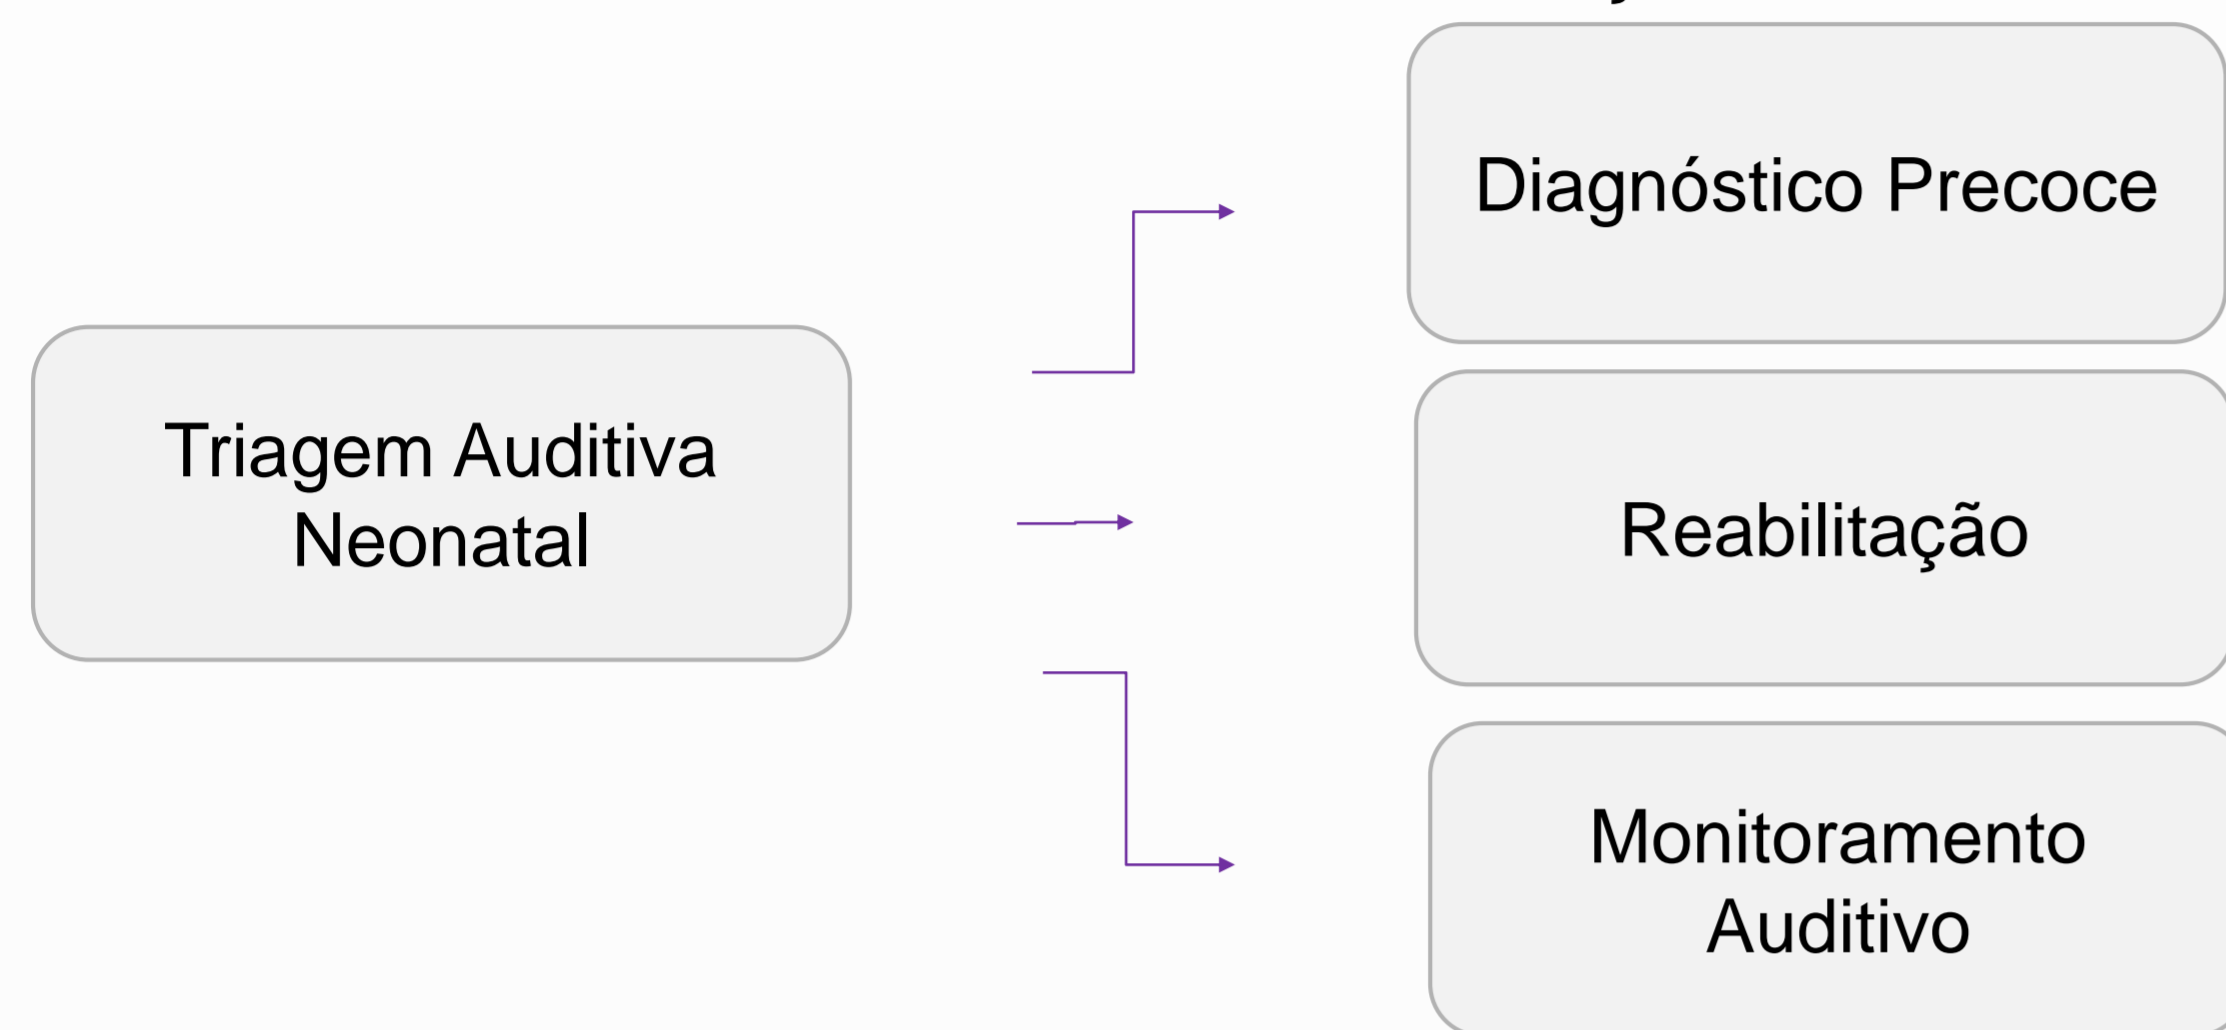 Diagnóstico Precoce
Triagem Auditiva
Neonatal
Reabilitação
Monitoramento
Auditivo